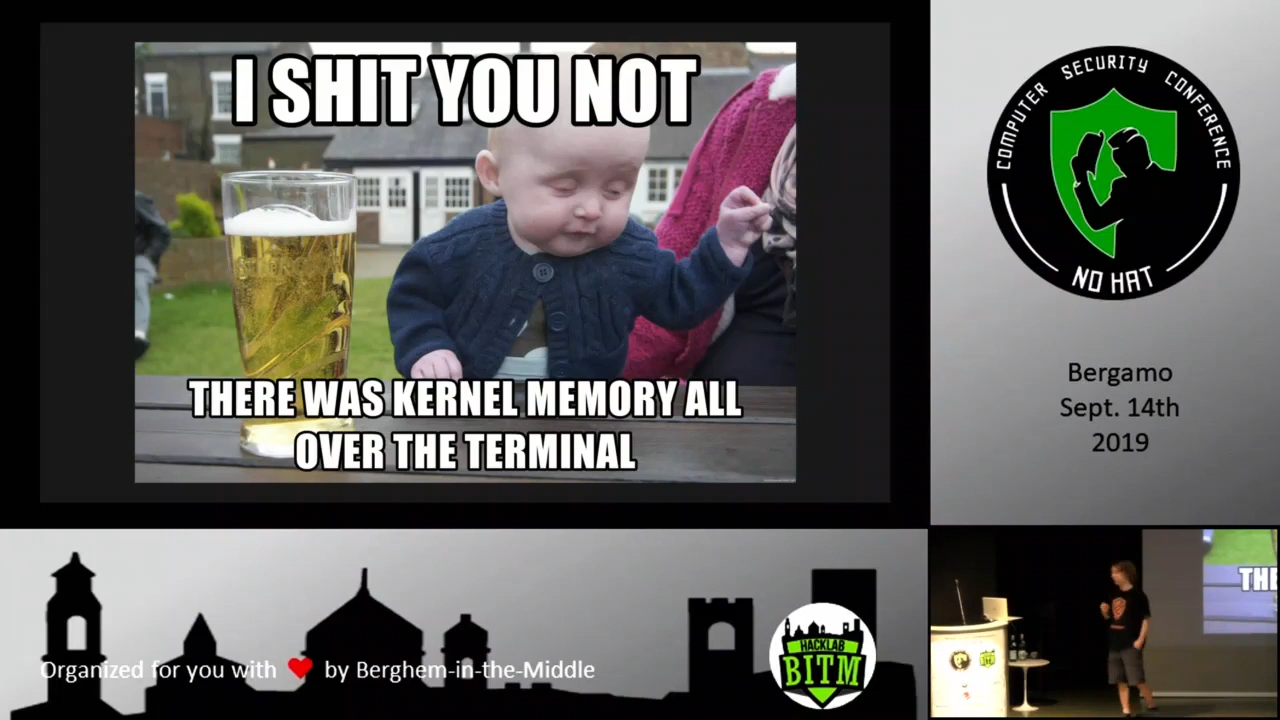 I SHIT YOU NOT
THERE WAS KERNEL MEMORY ALL
OVER THE TERMINAL
COMPUTER SECURITY CONFERENCE
NO HAT
Bergamo
Sept. 14th
2019
Organized for you with
by Berghem-in-the-Middle
HACKLAB
BITM
THE